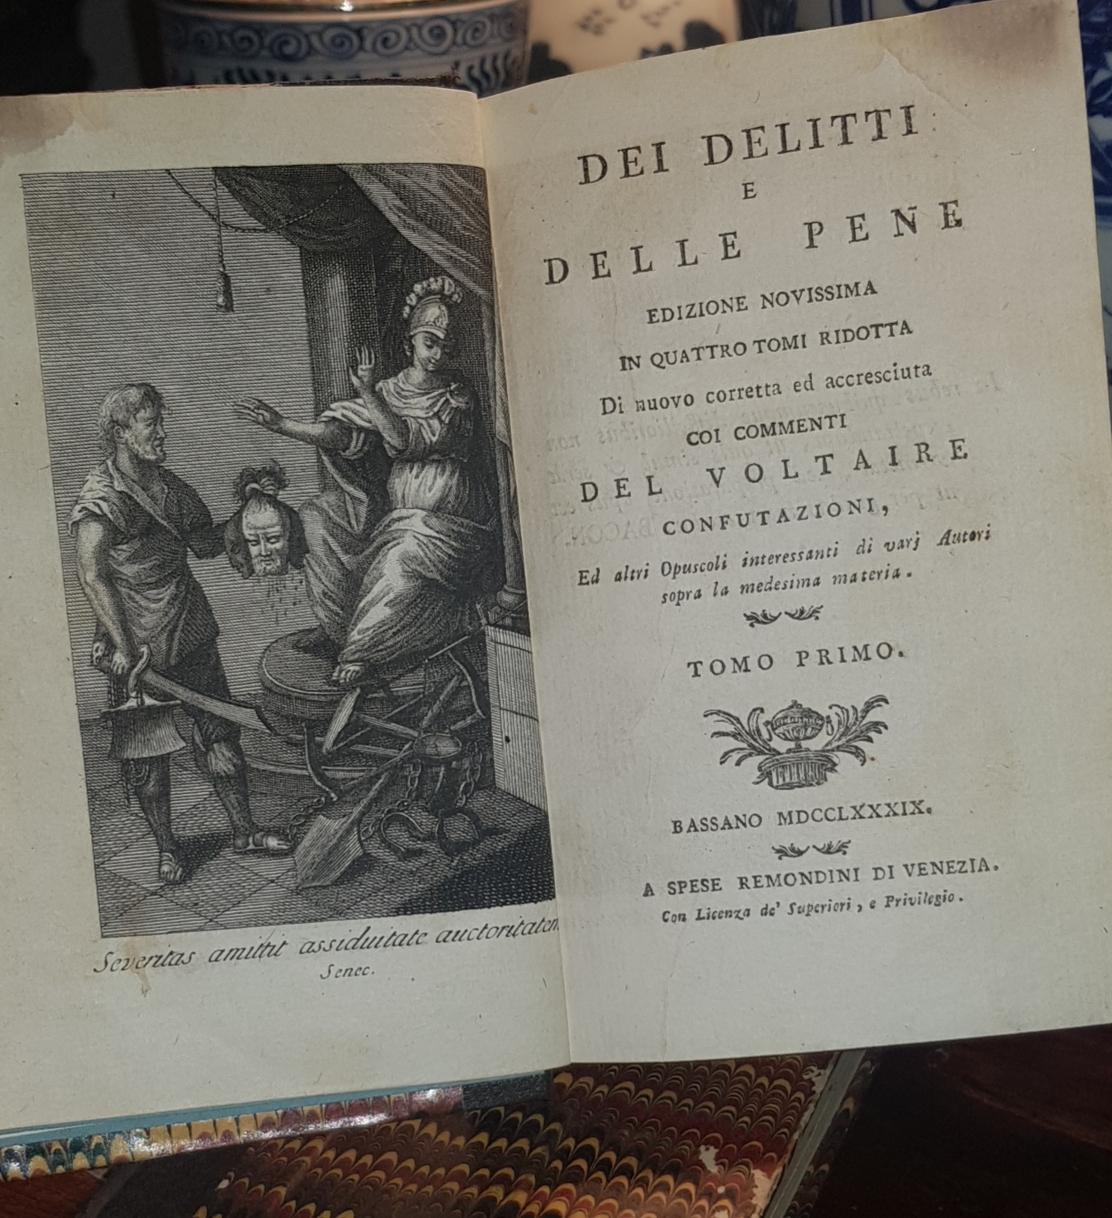 Severitas amittit assiduitate auctoritatem
Senec.
DEI DELITTI
E
DELLE PENE
EDIZIONE NOVISSIMA
IN QUATTRO TOMI RIDOTTA
Di nuovo corretta ed accresciuta
COI COMMENTI
DEL VOLTAIRE
CONFUTAZIONI,
Ed altri Opuscoli interessanti di varj Autori
sopra la medesima materia.
TOMO PRIMO.
BASSANO MDCCLXXXIX.
A SPESE REMONDINI DI VENEZIA.
Con Licenza de' Superiori, e Privilegio.